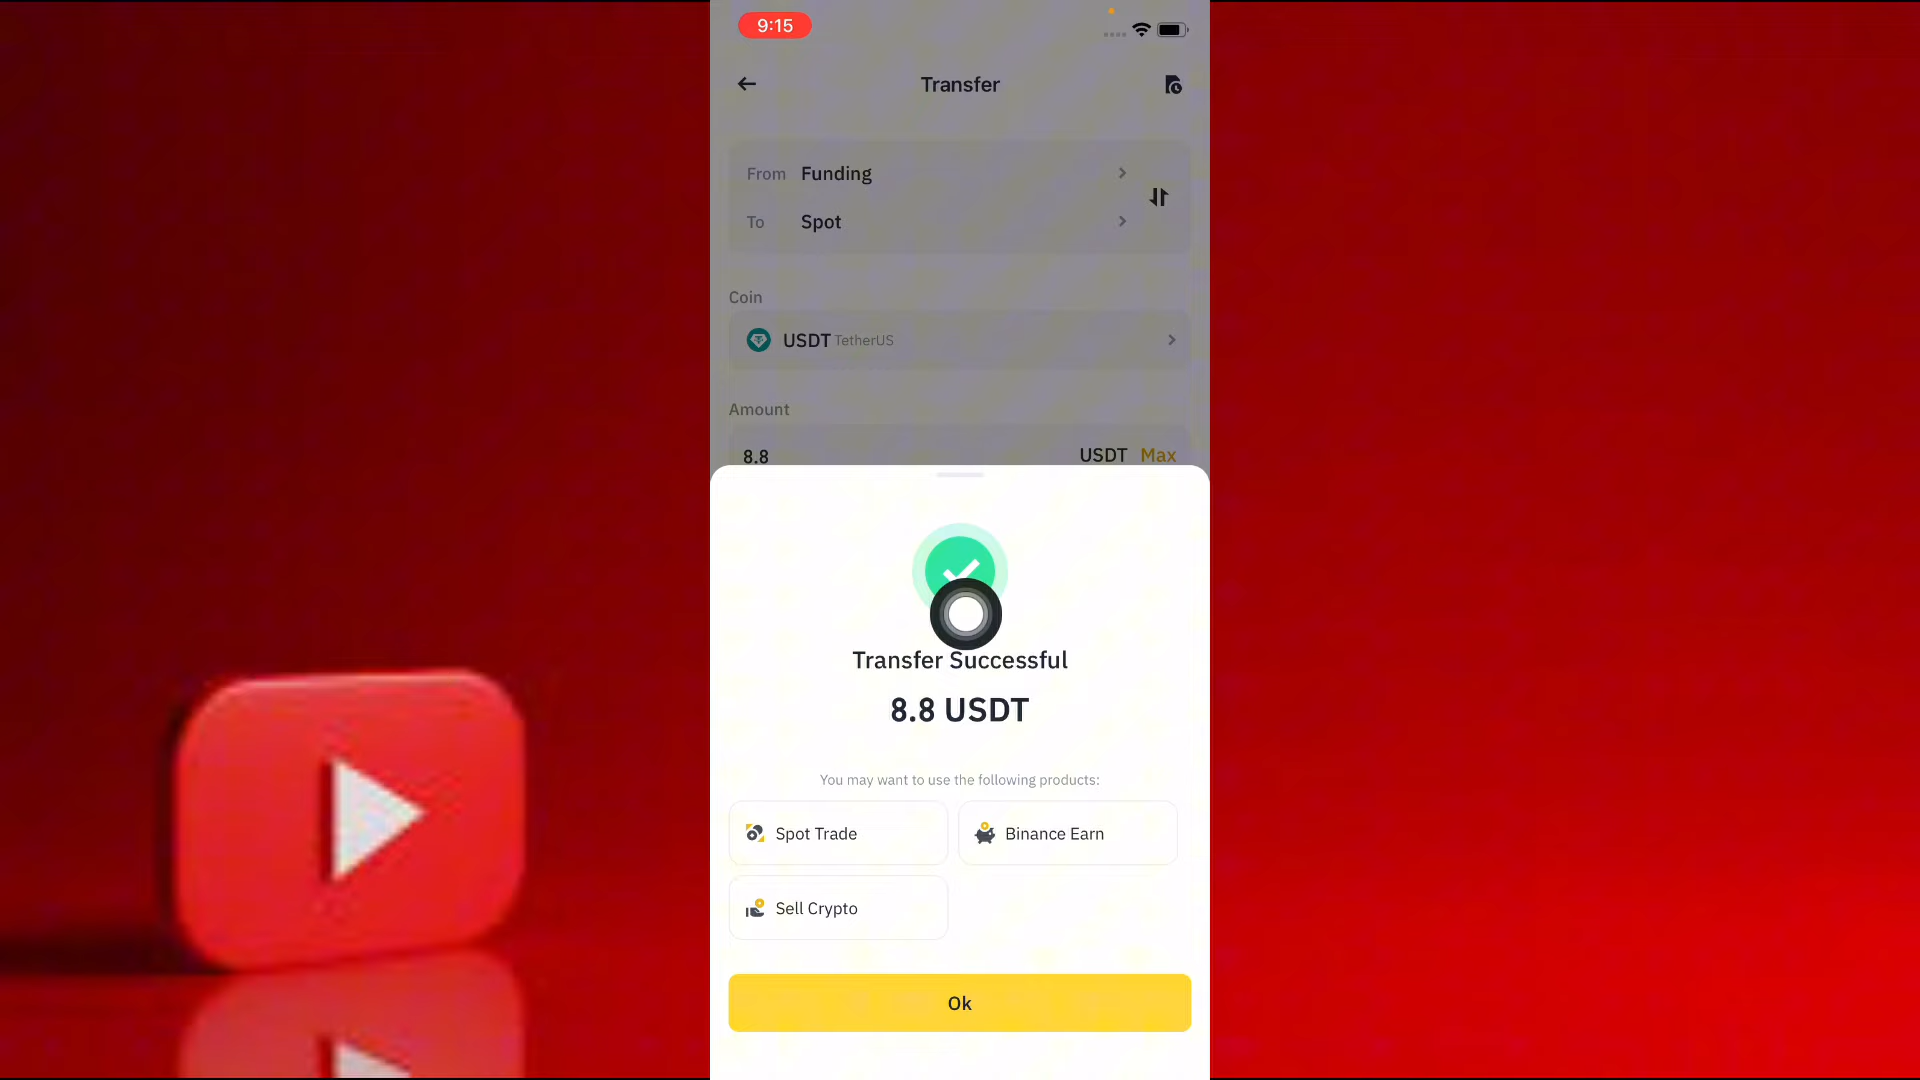 9:15
Transfer
From Funding
To Spot
Coin
USDT TetherUS
Amount
8.8 USDT Max
Transfer Successful
8.8 USDT
You may want to use the following products:
Spot Trade
Binance Earn
Sell Crypto
Ok